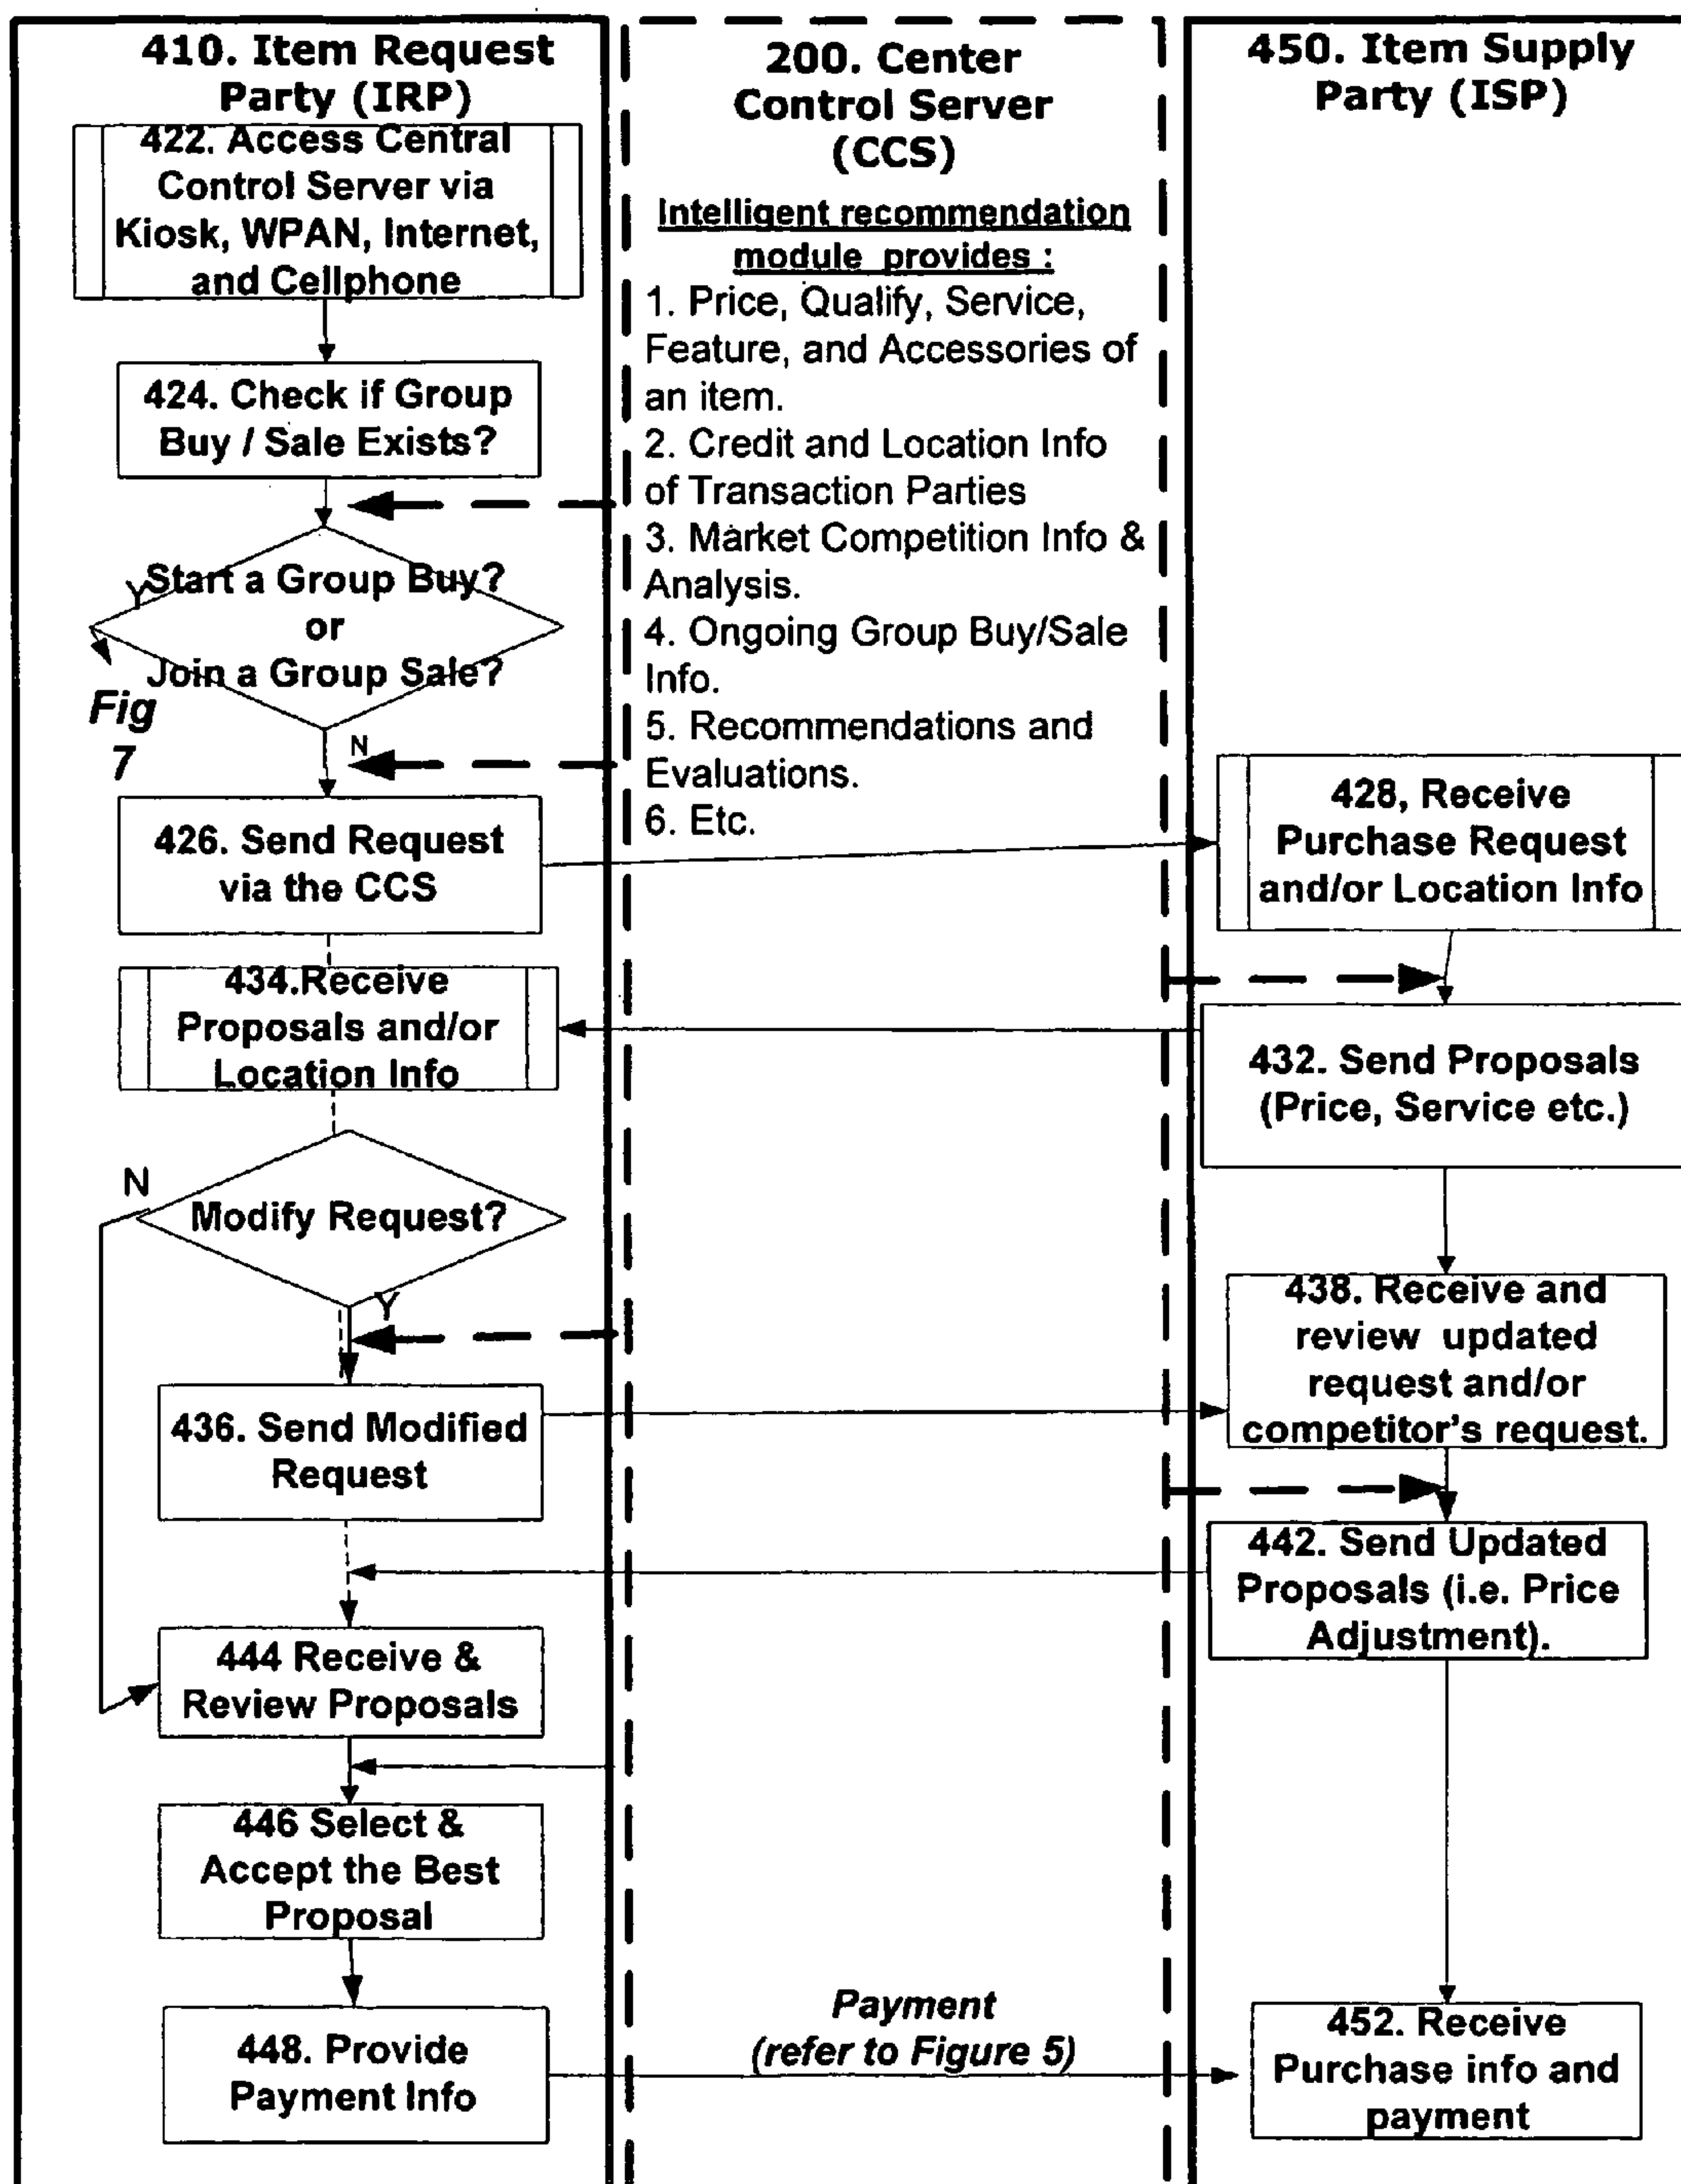 410. Item Request
Party (IRP)
422. Access Central
Control Server via
Kiosk, WPAN, Internet,
and Cellphone
424. Check if Group
Buy / Sale Exists?
Start a Group Buy?
or
Join a Group Sale?
Y
Fig
7
N
426. Send Request
via the CCS
434.Receive
Proposals and/or
Location Info
N
Modify Request?
Y
436. Send Modified
Request
444 Receive &
Review Proposals
446 Select &
Accept the Best
Proposal
448. Provide
Payment Info
200. Center
Control Server
(CCS)
Intelligent recommendation
module provides :
1. Price, Qualify, Service,
Feature, and Accessories of
an item.
2. Credit and Location Info
of Transaction Parties
3. Market Competition Info &
Analysis.
4. Ongoing Group Buy/Sale
Info.
5. Recommendations and
Evaluations.
6. Etc.
Payment
(refer to Figure 5)
450. Item Supply
Party (ISP)
428, Receive
Purchase Request
and/or Location Info
432. Send Proposals
(Price, Service etc.)
438. Receive and
review updated
request and/or
competitor's request.
442. Send Updated
Proposals (i.e. Price
Adjustment).
452. Receive
Purchase info and
payment